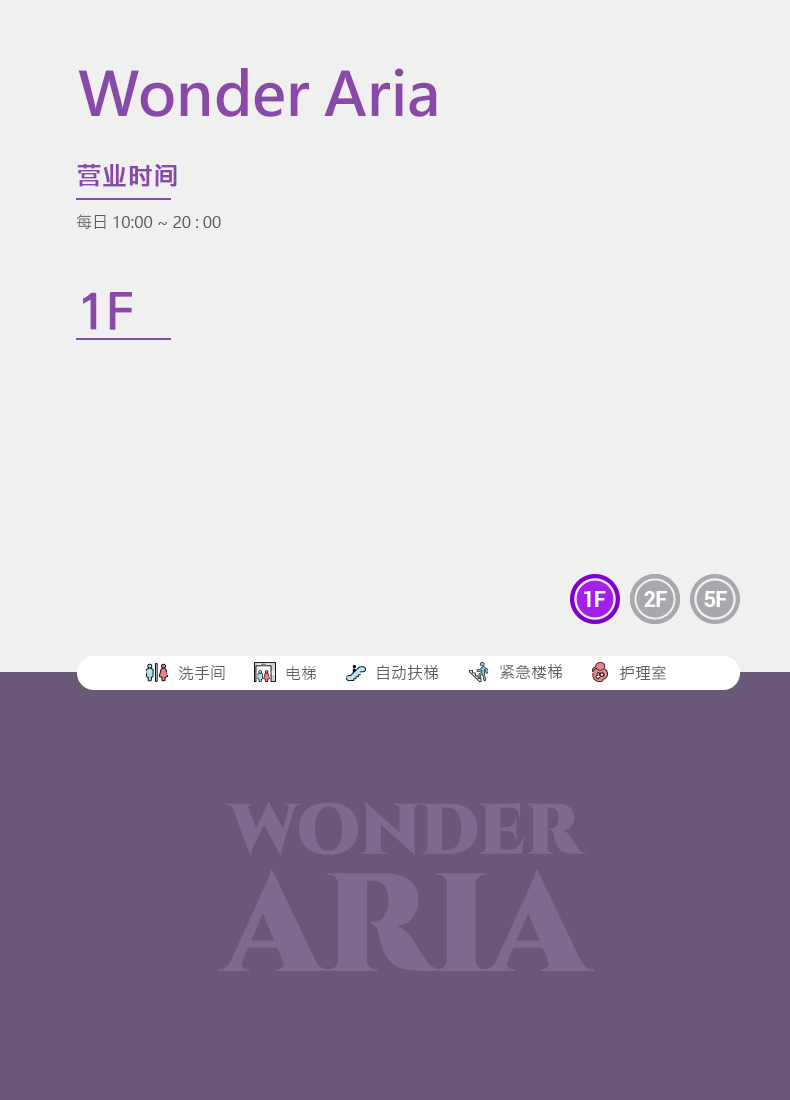 Wonder Aria
营业时间
每日 10:00 ~ 20 : 00
1F
1F 2F 5F
洗手间 电梯 自动扶梯 紧急楼梯 护理室
WONDER
ARIA